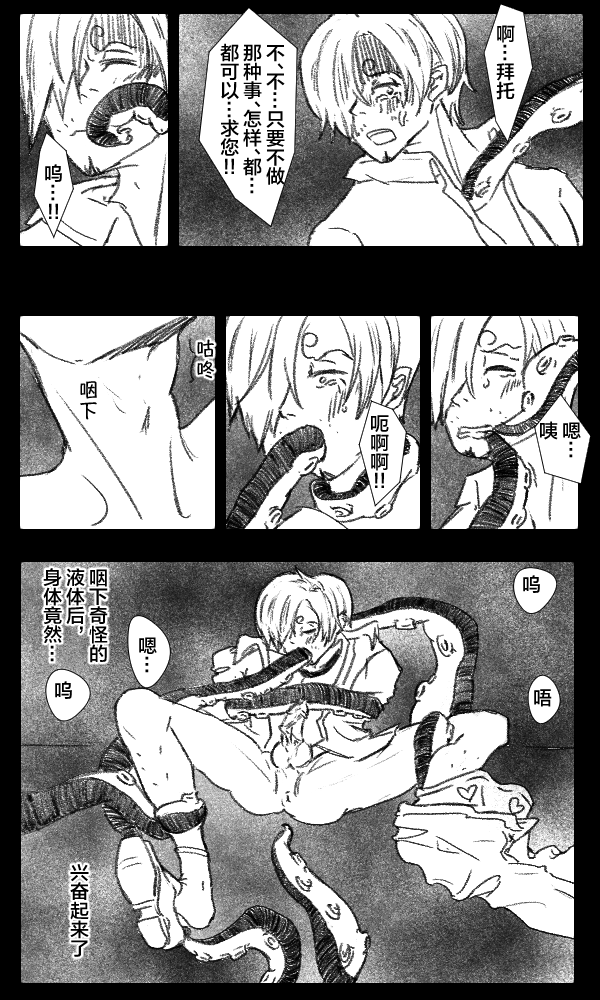 啊…拜托
不、不…只要不做
那种事、怎样、都…
都可以…求您!!
呜…!!
嗯…
咦
呃啊啊!!
咕咚
咽下
呜
唔
嗯…
咽下奇怪的
液体后，
身体竟然…
呜
兴奋起来了